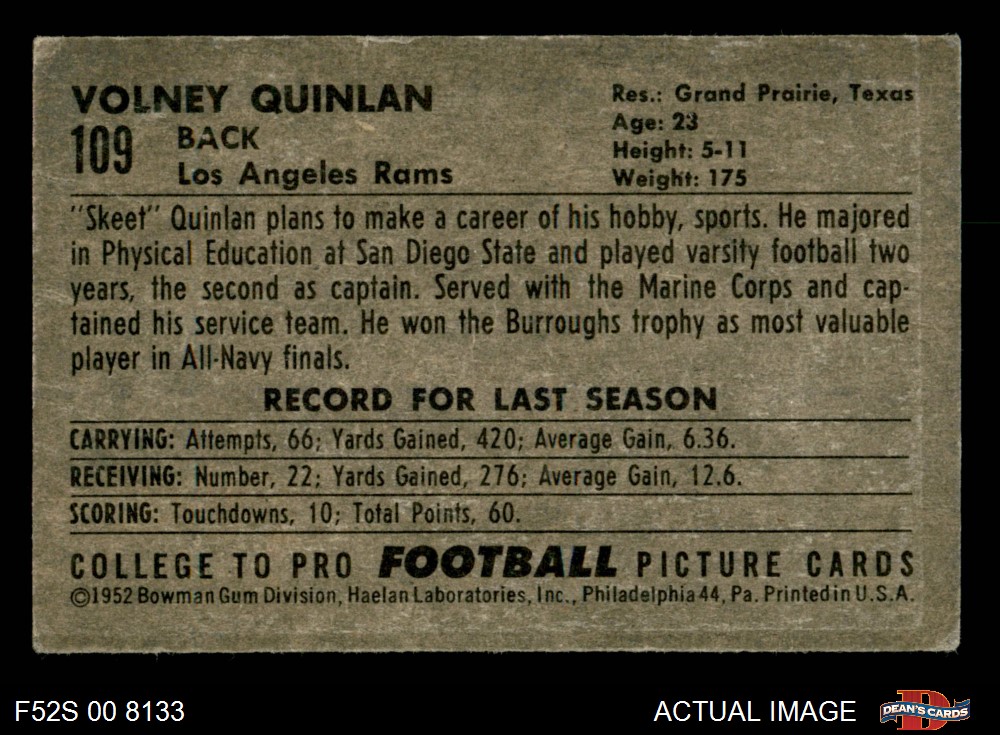 VOLNEY QUINLAN
109
BACK
Los Angeles Rams
Res.: Grand Prairie, Texas
Age: 23
Height: 5-11
Weight: 175
"Skeet" Quinlan plans to make a career of his hobby, sports. He majored
in Physical Education at San Diego State and played varsity football two
years, the second as captain. Served with the Marine Corps and cap-
tained his service team. He won the Burroughs trophy as most valuable
player in All-Navy finals.
RECORD FOR LAST SEASON
CARRYING: Attempts, 66; Yards Gained, 420; Average Gain, 6.36.
RECEIVING: Number, 22; Yards Gained, 276; Average Gain, 12.6.
SCORING: Touchdowns, 10; Total Points, 60.
COLLEGE TO PRO FOOTBALL PICTURE CARDS
©1952 Bowman Gum Division, Haelan Laboratories, Inc., Philadelphia 44, Pa. Printed in U.S.A.
F52S 00 8133
ACTUAL IMAGE
D
DEAN'S CARDS